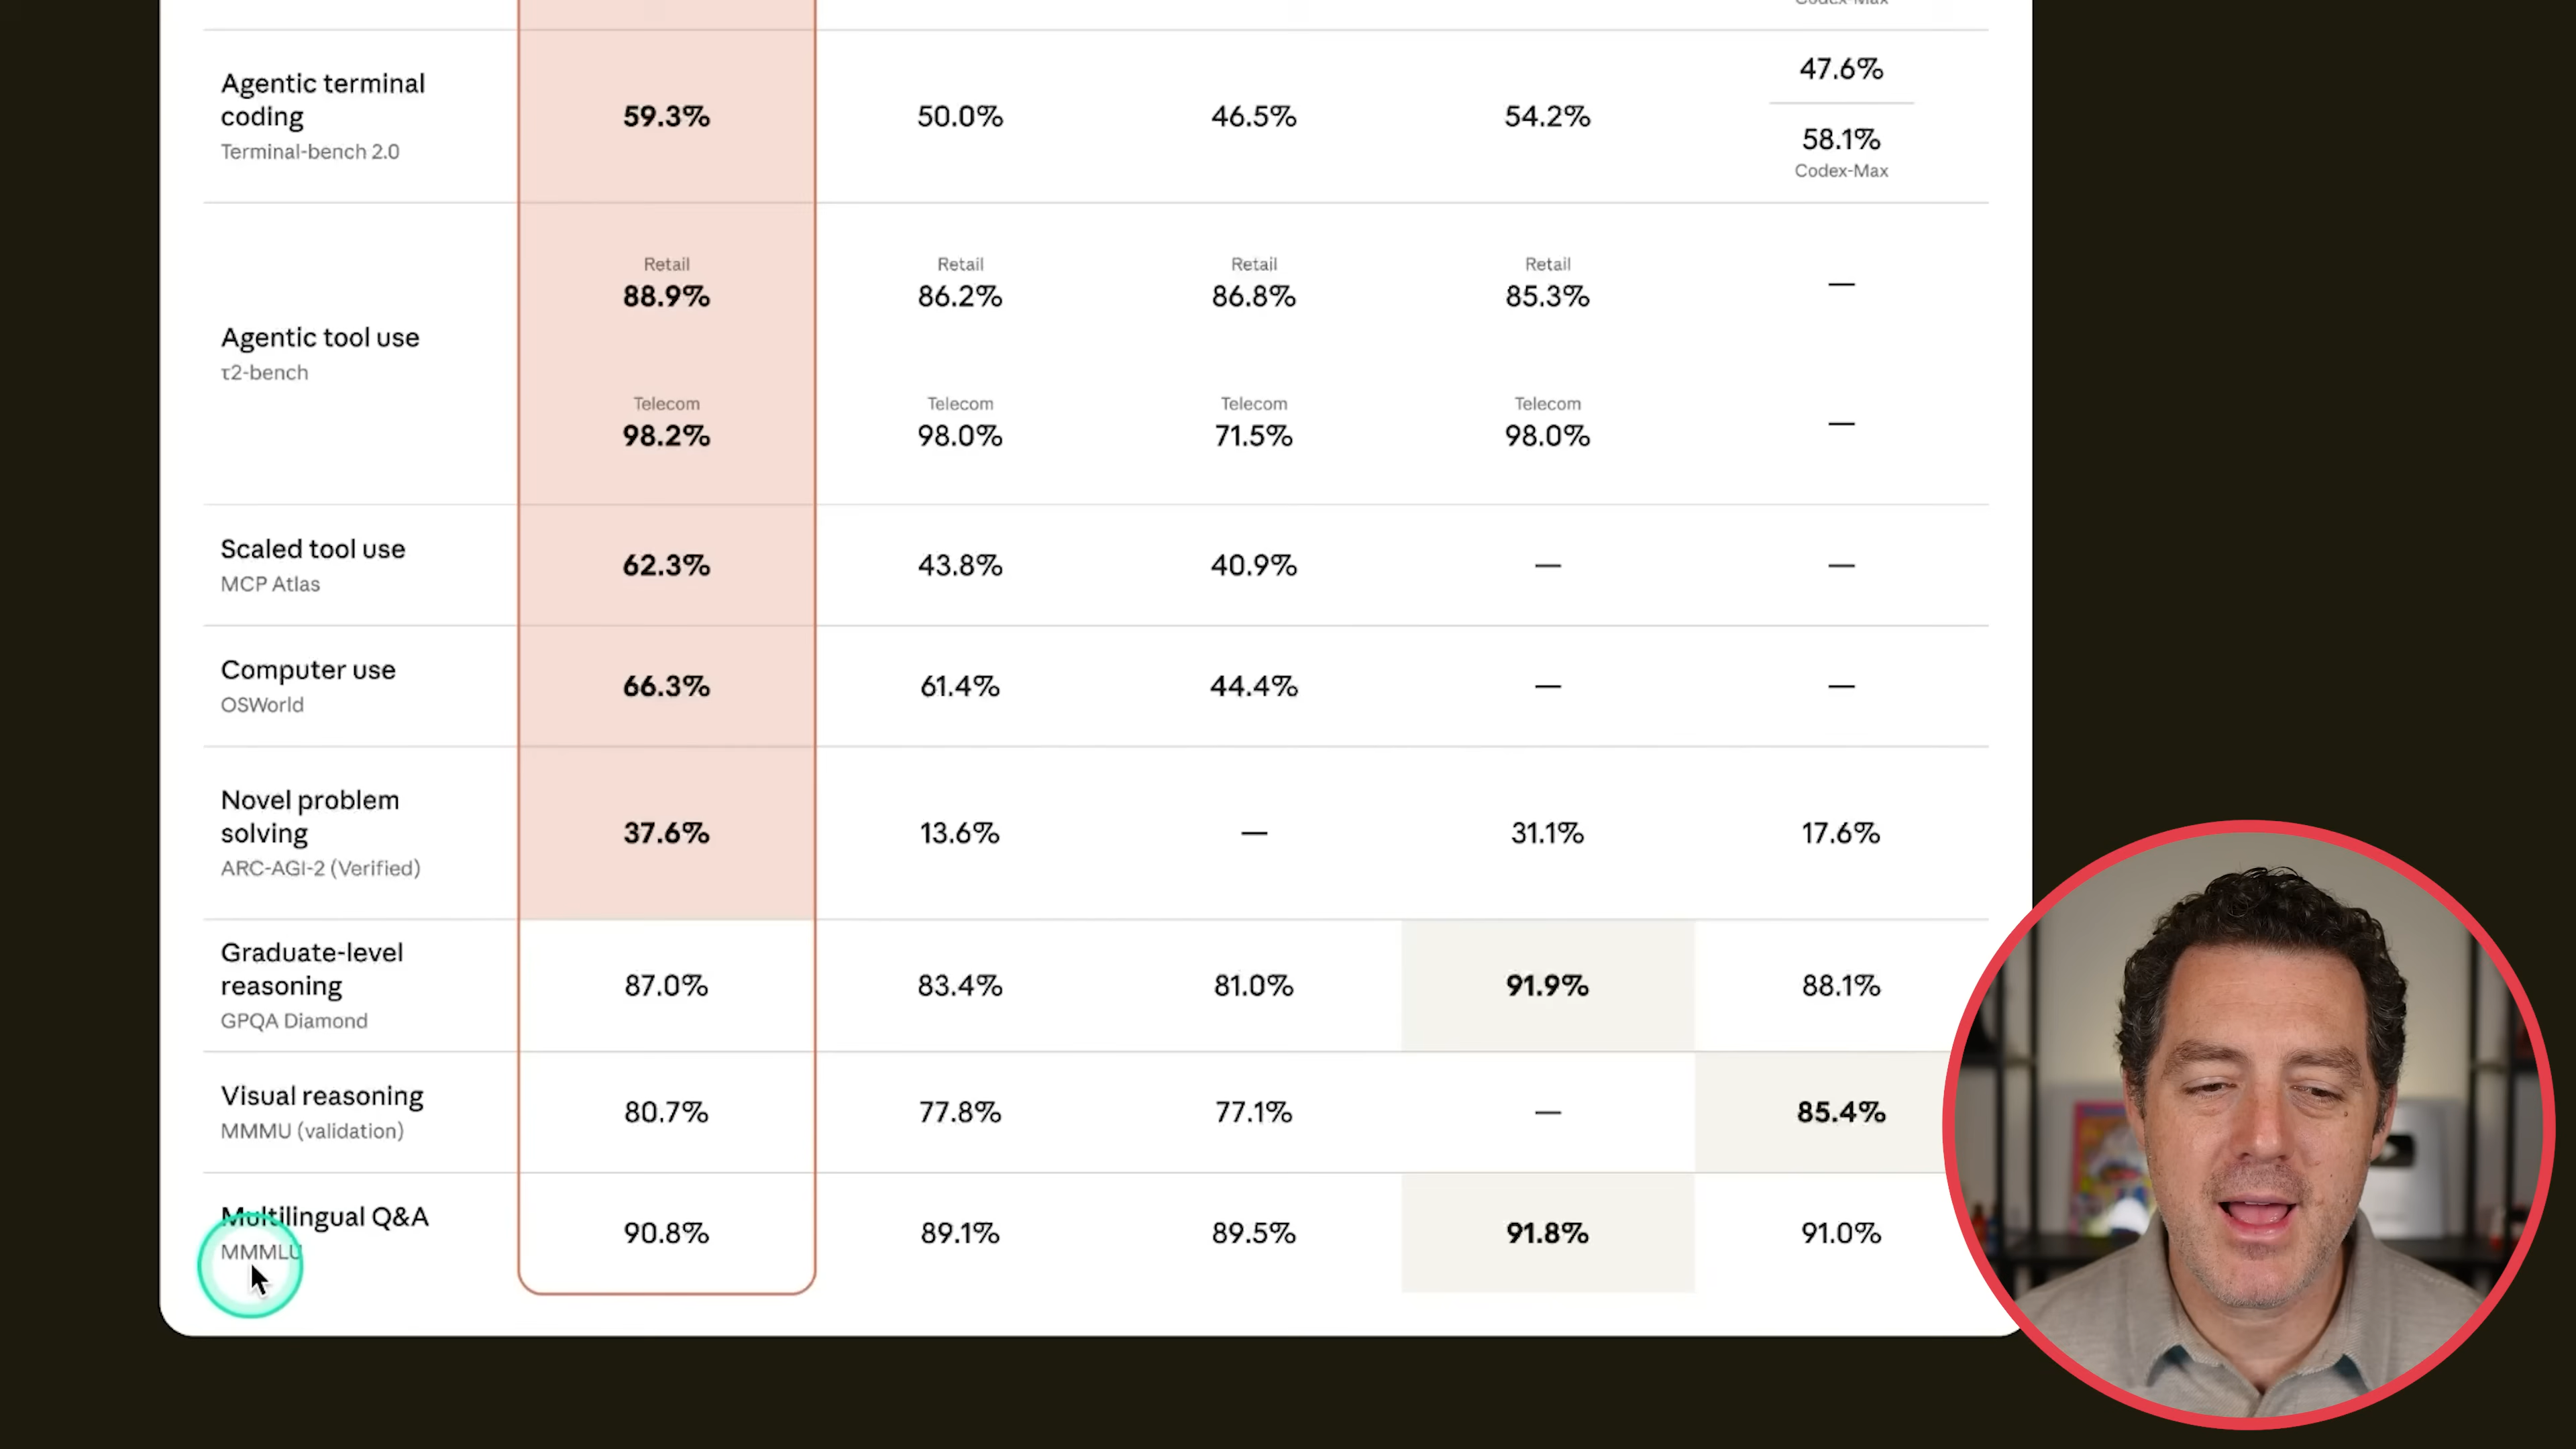 Codex-Max
Agentic terminal
coding
Terminal-bench 2.0
59.3%
50.0%
46.5%
54.2%
47.6%
58.1%
Codex-Max
Agentic tool use
τ2-bench
Retail
88.9%
Retail
86.2%
Retail
86.8%
Retail
85.3%
—
Telecom
98.2%
Telecom
98.0%
Telecom
71.5%
Telecom
98.0%
—
Scaled tool use
MCP Atlas
62.3%
43.8%
40.9%
—
—
Computer use
OSWorld
66.3%
61.4%
44.4%
—
—
Novel problem
solving
ARC-AGI-2 (Verified)
37.6%
13.6%
—
31.1%
17.6%
Graduate-level
reasoning
GPQA Diamond
87.0%
83.4%
81.0%
91.9%
88.1%
Visual reasoning
MMMU (validation)
80.7%
77.8%
77.1%
—
85.4%
Multilingual Q&A
MMMLU
90.8%
89.1%
89.5%
91.8%
91.0%